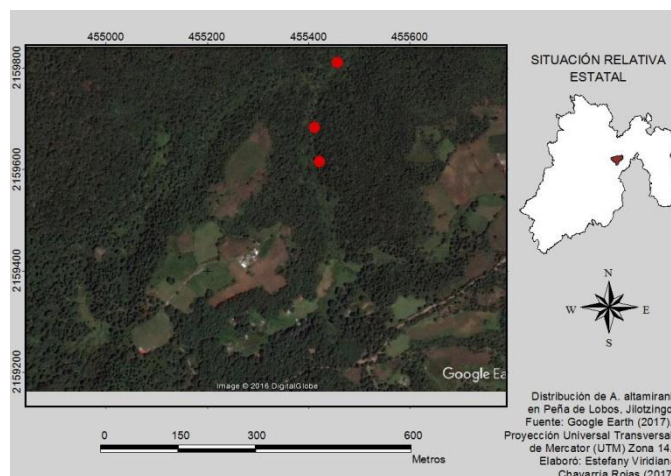 455000 455200 455400 455600
2159800
2159600
2159400
2159200
Image © 2016 DigitalGlobe
Google Ea
0 150 300 600
Metros
SITUACIÓN RELATIVA
ESTATAL
N
W E
S
Distribución de A. altamiran
en Peña de Lobos, Jilotzingo
Fuente: Google Earth (2017).
Proyección Universal Transversa
de Mercator (UTM) Zona 14.
Elaboró: Estefany Viridian
Chavarría Rojas (2017